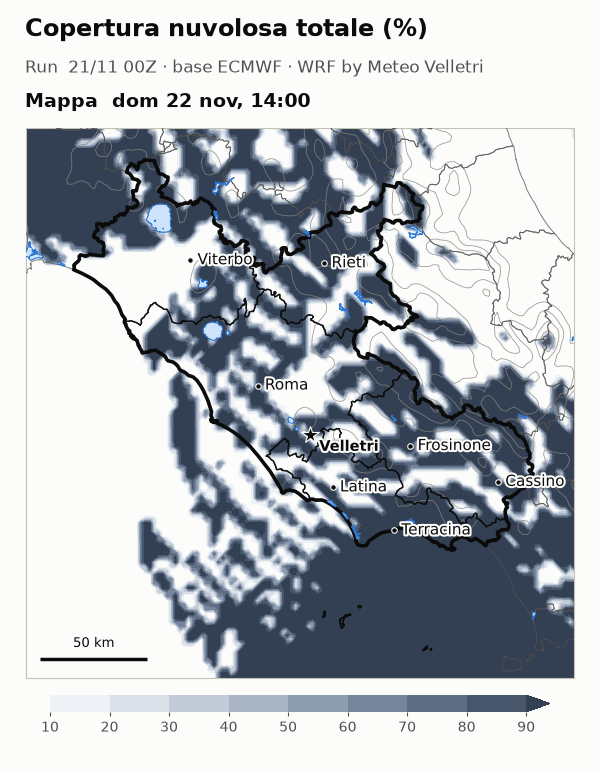 Copertura nuvolosa totale (%)
Run  21/11 00Z · base ECMWF · WRF by Meteo Velletri
Mappa  dom 22 nov, 14:00
Viterbo
Rieti
Roma
Velletri
Frosinone
Cassino
Latina
Terracina
50 km
10 20 30 40 50 60 70 80 90